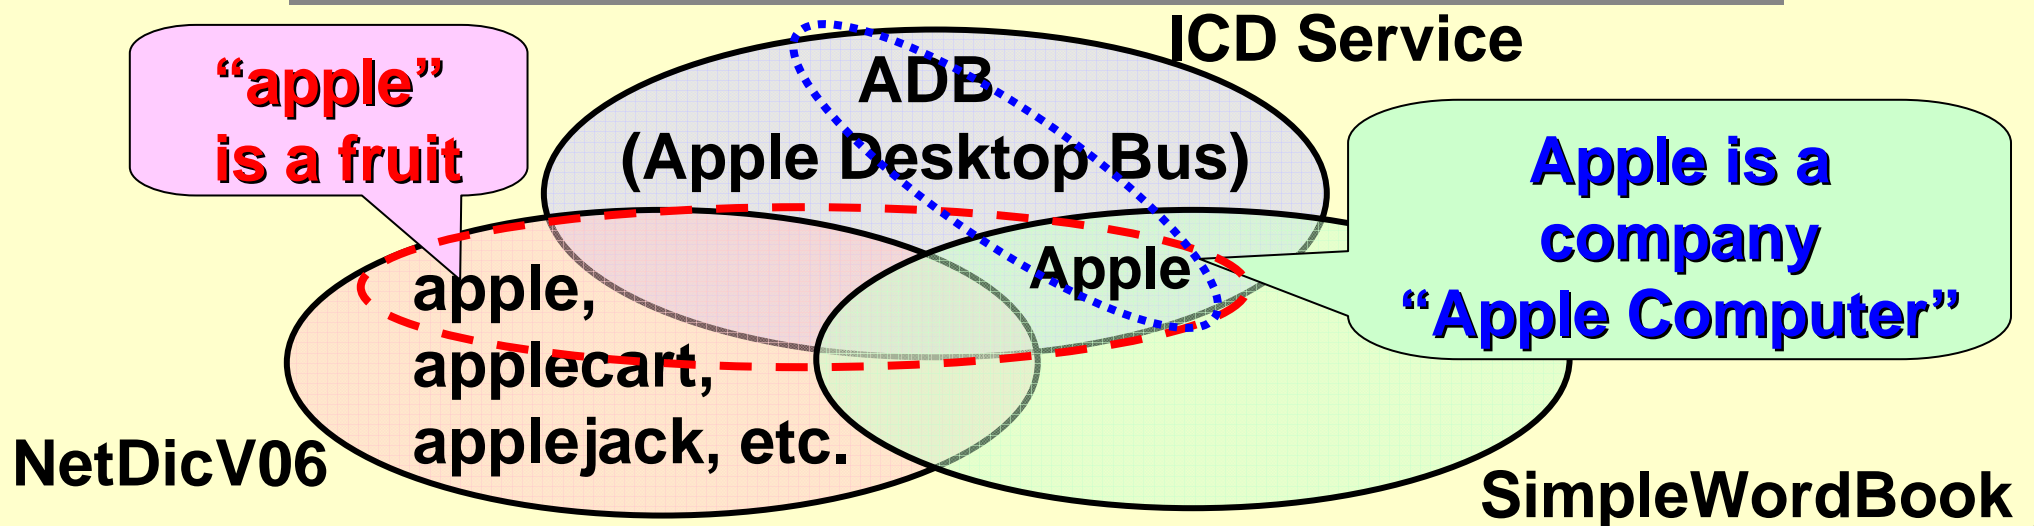 ICD Service
“apple”
is a fruit
ADB
(Apple Desktop Bus)
Apple is a
company
“Apple Computer”
Apple
apple,
applecart,
applejack, etc.
NetDicV06
SimpleWordBook